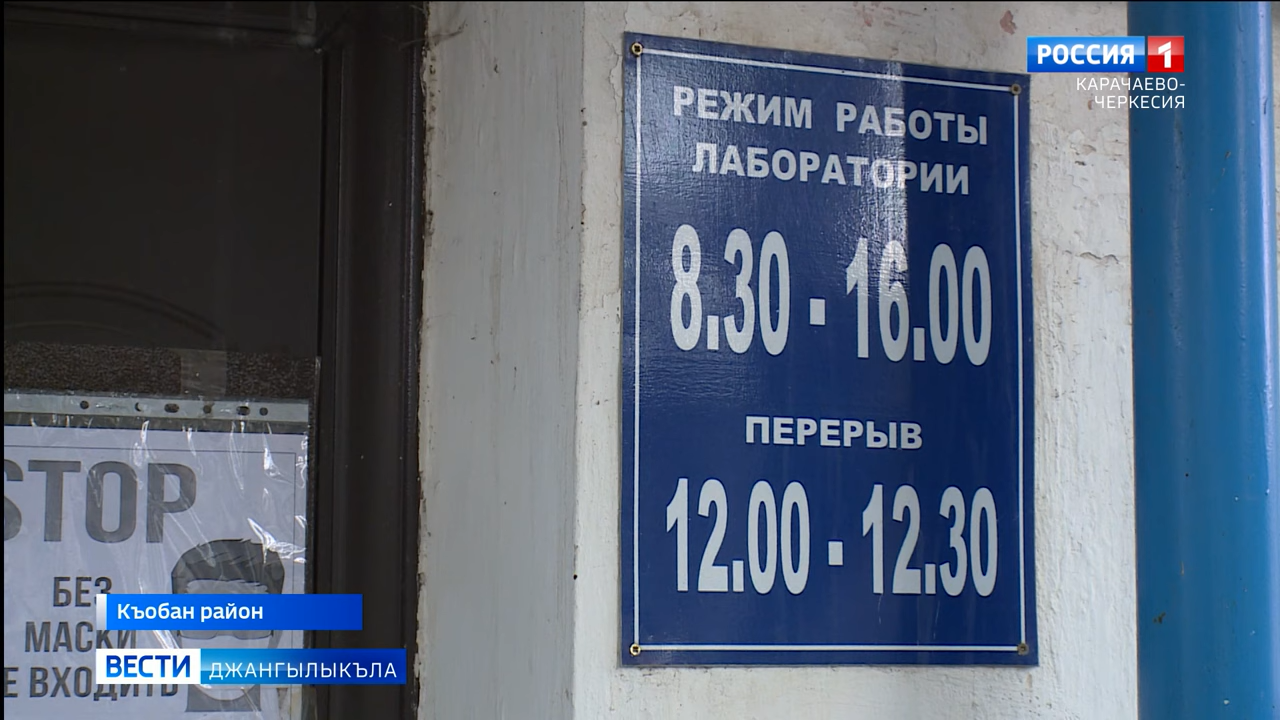 РОССИЯ 1
КАРАЧАЕВО-
ЧЕРКЕСИЯ
РЕЖИМ РАБОТЫ
ЛАБОРАТОРИИ
8.30 - 16.00
ПЕРЕРЫВ
12.00 - 12.30
STOP
БЕЗ
МАСКИ
Е ВХОДИТЬ
Къобан район
ВЕСТИ ДЖАНГЫЛЫКЪЛА